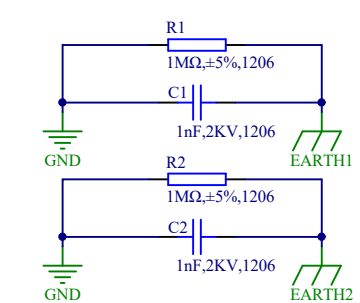 R1
1MΩ,±5%,1206
C1
1nF,2KV,1206
GND
EARTH1
R2
1MΩ,±5%,1206
C2
1nF,2KV,1206
GND
EARTH2